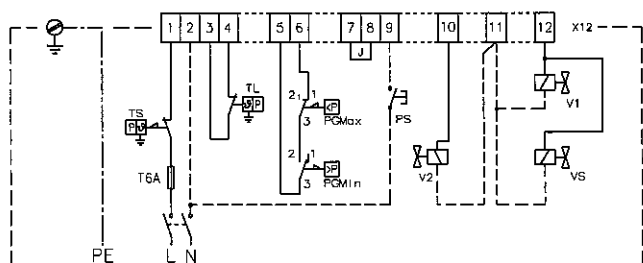 1 2 3 4 5 6 7 8 9 10 11 12 X12
J
TS P
TL P
2 1 1
3 <P
PGMax
PS
V1
2 1
3 >P
PGMin
V2
VS
T6A
PE L N